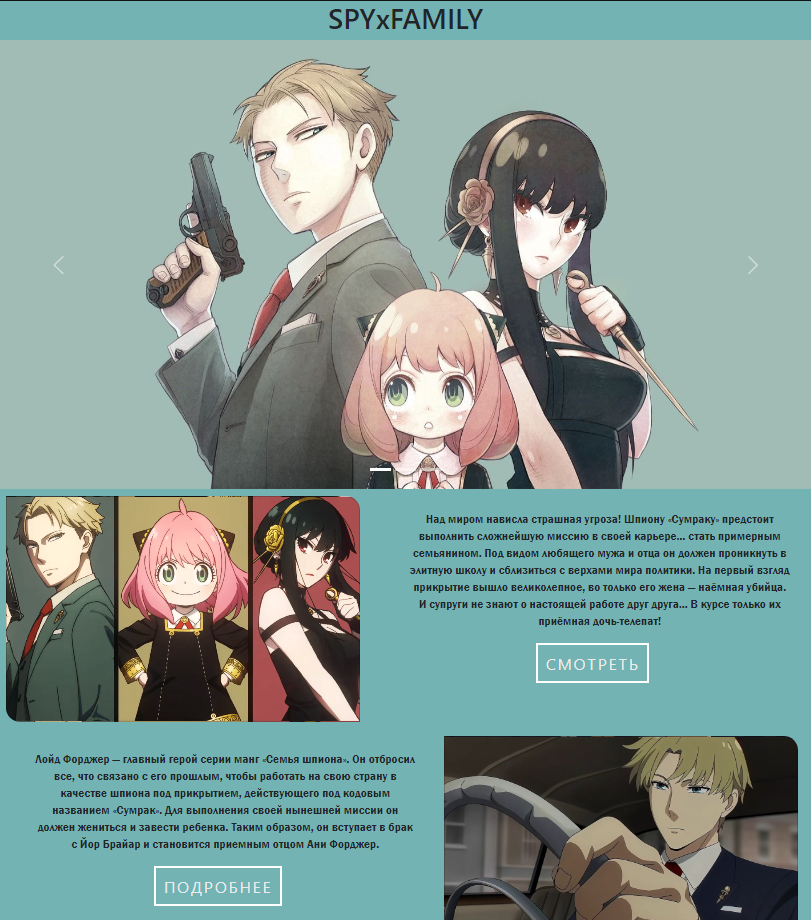 SPYxFAMILY
Над миром нависла страшная угроза! Шпиону «Сумраку» предстоит
выполнить сложнейшую миссию в своей карьере... стать примерным
семьянином. Под видом любящего мужа и отца он должен проникнуть в
элитную школу и сблизиться с верхами мира политики. На первый взгляд
прикрытие вышло великолепное, во только его жена — наёмная убийца.
И супруги не знают о настоящей работе друг друга... В курсе только их
приёмная дочь-телепат!
СМОТРЕТЬ
Лойд Форджер — главный герой серии манг «Семья шпиона». Он отбросил
все, что связано с его прошлым, чтобы работать на свою страну в
качестве шпиона под прикрытием, действующего под кодовым
названием «Сумрак». Для выполнения своей нынешней миссии он
должен жениться и завести ребенка. Таким образом, он вступает в брак
с Йор Брайар и становится приемным отцом Ани Форджер.
ПОДРОБНЕЕ